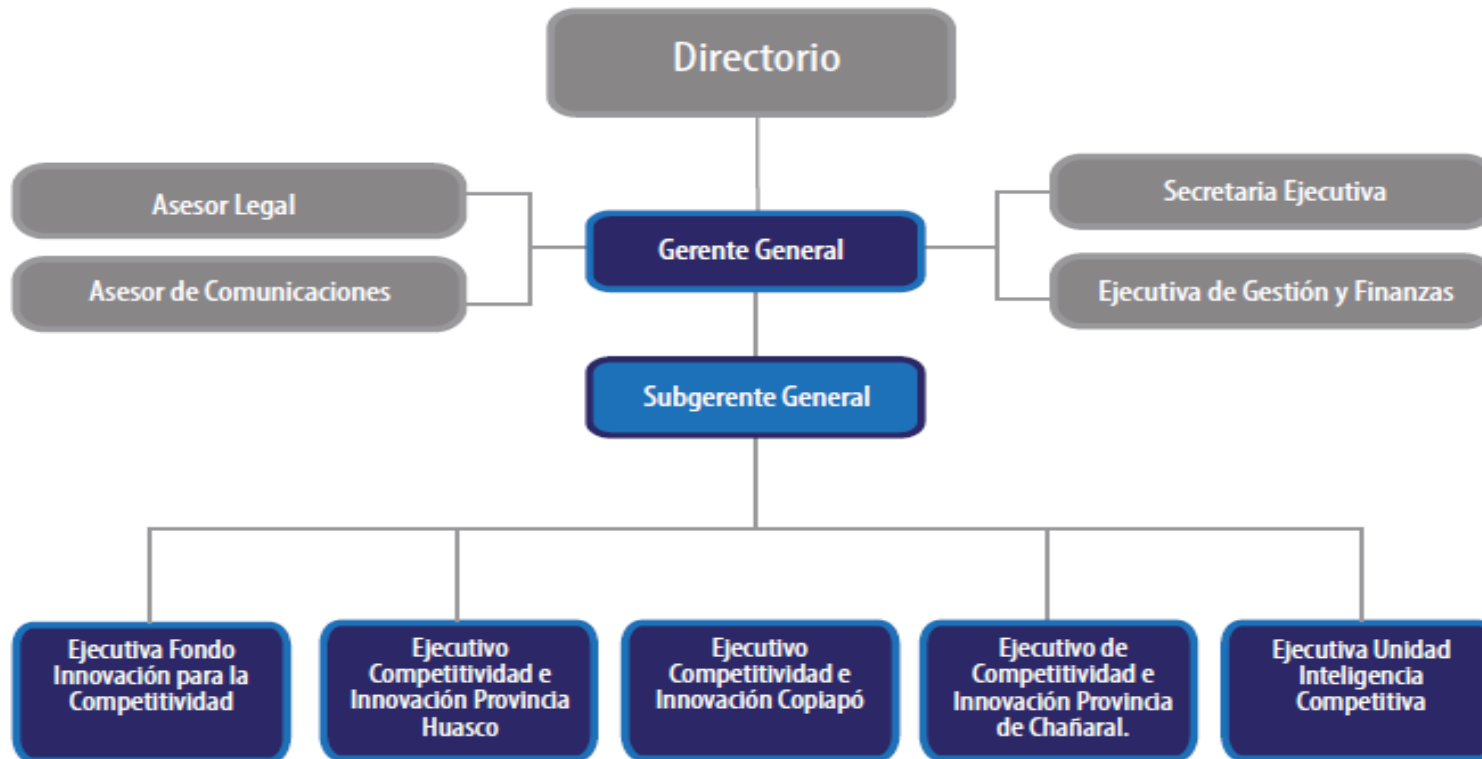 Directorio
Asesor Legal
Secretaria Ejecutiva
Gerente General
Asesor de Comunicaciones
Ejecutiva de Gestión y Finanzas
Subgerente General
Ejecutiva Fondo
Innovación para la
Competitividad
Ejecutivo
Competitividad e
Innovación Provincia
Huasco
Ejecutivo
Competitividad e
Innovación Copiapó
Ejecutivo de
Competitividad e
Innovación Provincia
de Chañaral.
Ejecutiva Unidad
Inteligencia
Competitiva